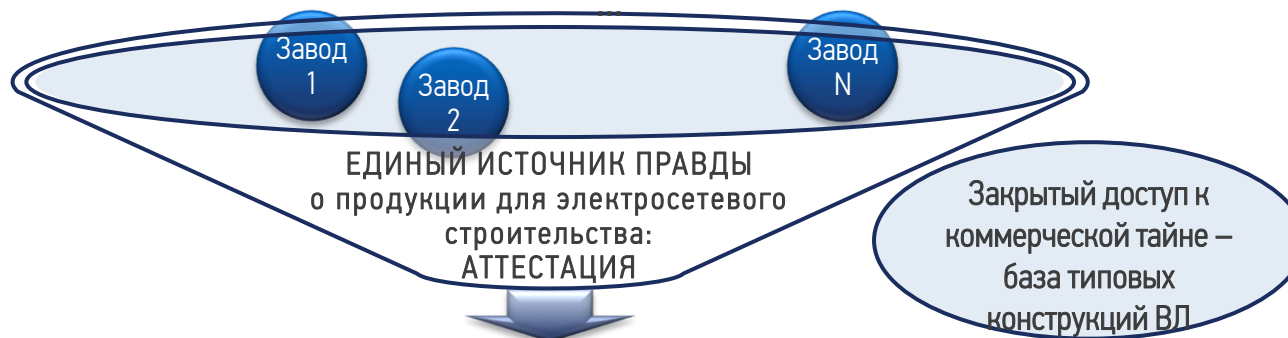 ...
Завод
1
Завод
2
Завод
N
ЕДИНЫЙ ИСТОЧНИК ПРАВДЫ
о продукции для электросетевого
строительства:
АТТЕСТАЦИЯ
Закрытый доступ к
коммерческой тайне –
база типовых
конструкций ВЛ